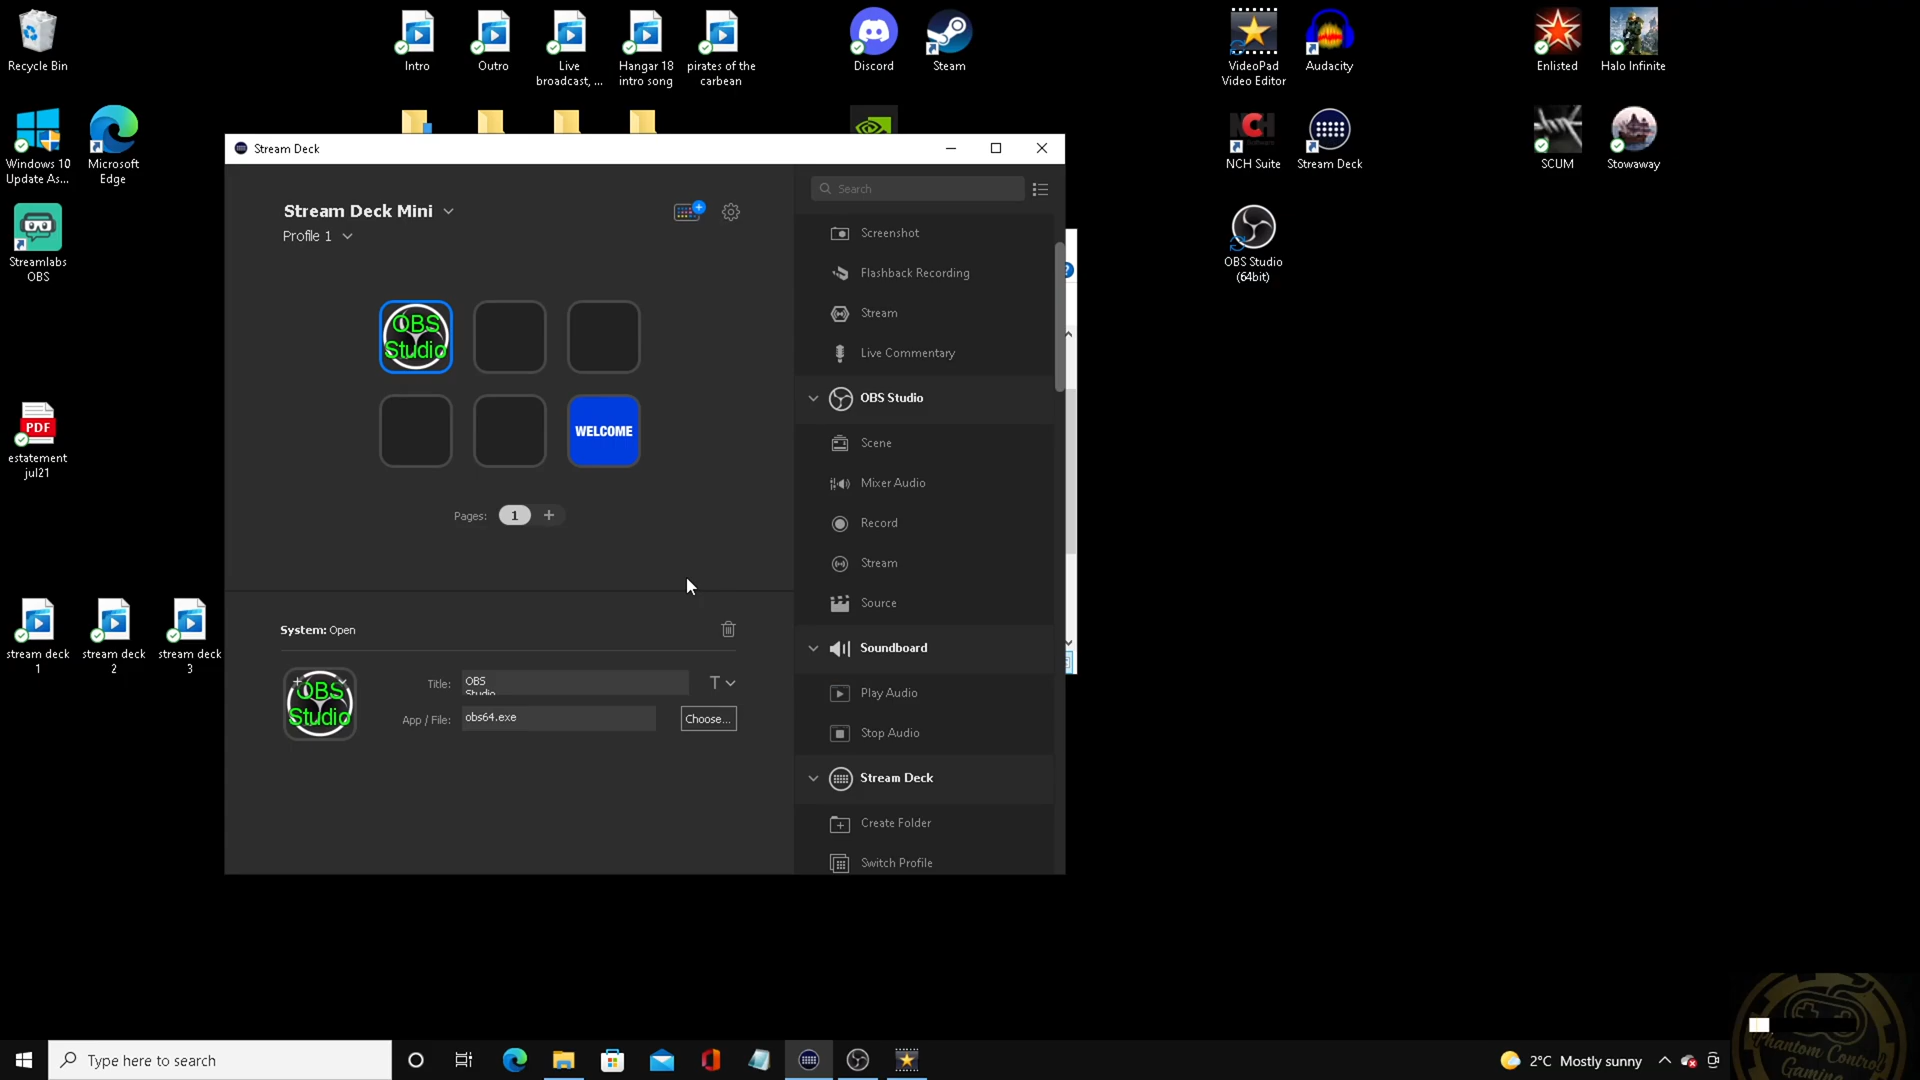 Recycle Bin
Intro
Outro
Live
broadcast, ...
Hangar 18
intro song
pirates of the
carbean
Discord
Steam
VideoPad
Video Editor
Audacity
Enlisted
Halo Infinite
Windows 10
Update As...
Microsoft
Edge
NCH Suite
Stream Deck
SCUM
Stowaway
Streamlabs
OBS
OBS Studio
(64bit)
PDF
estatement
jul21
stream deck
1
stream deck
2
stream deck
3
Stream Deck
Stream Deck Mini
Profile 1
OBS
Studio
WELCOME
Pages:
1
+
System: Open
OBS
Studio
Title:
OBS
Studio
T
App / File:
obs64.exe
Choose...
Search
Screenshot
Flashback Recording
Stream
Live Commentary
OBS Studio
Scene
Mixer Audio
Record
Stream
Source
Soundboard
Play Audio
Stop Audio
Stream Deck
Create Folder
Switch Profile
Type here to search
2°C Mostly sunny
Phantom Control
Gaming